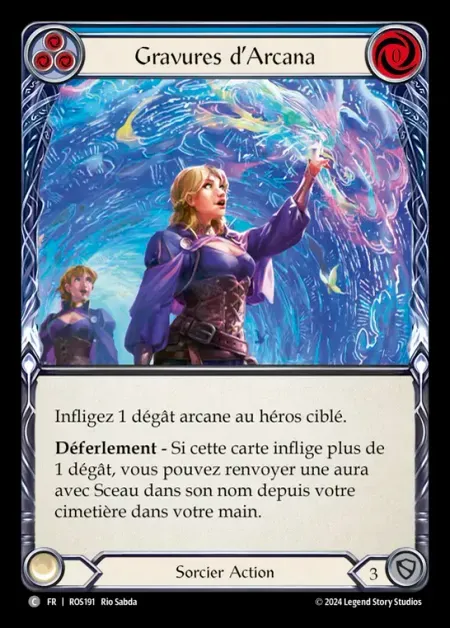 Gravures d'Arcana
0
Infligez 1 dégât arcane au héros ciblé.
Déferlement - Si cette carte inflige plus de
1 dégât, vous pouvez renvoyer une aura
avec Sceau dans son nom depuis votre
cimetière dans votre main.
Sorcier Action
3
C FR | ROS191 Rio Sabda
© 2024 Legend Story Studios